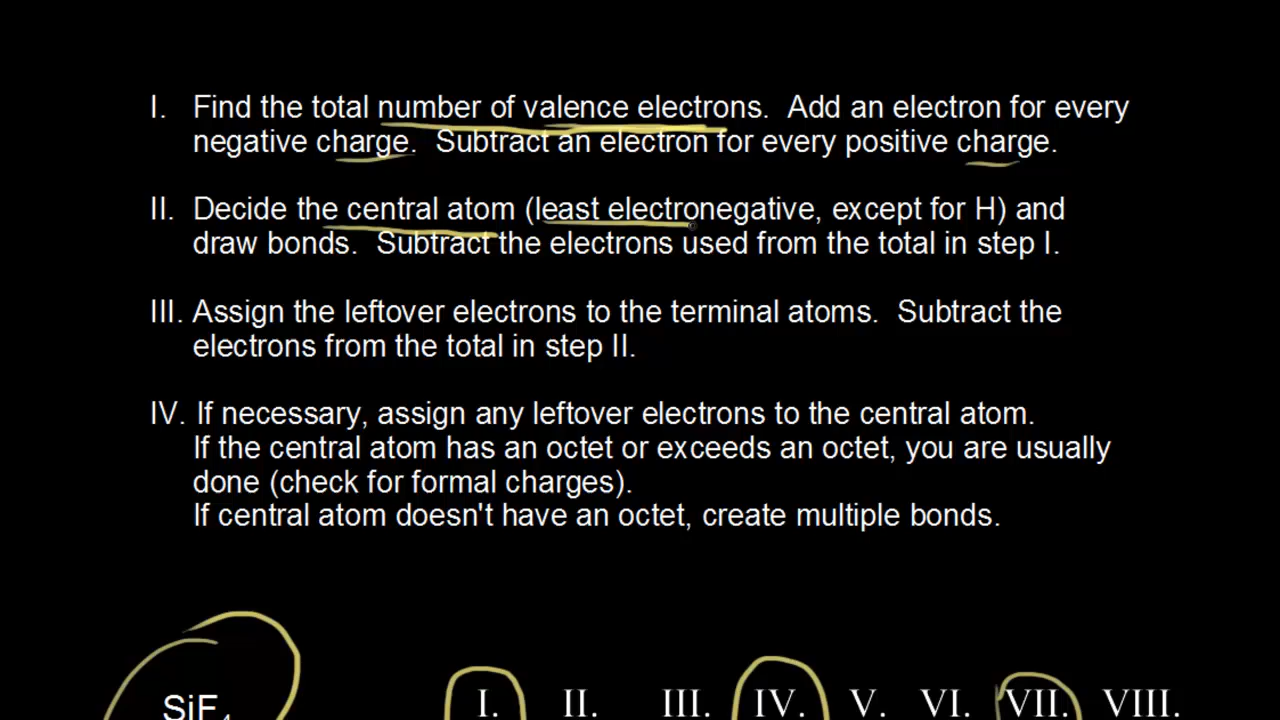 I. Find the total number of valence electrons. Add an electron for every
negative charge. Subtract an electron for every positive charge.
II. Decide the central atom (least electronegative, except for H) and
draw bonds. Subtract the electrons used from the total in step I.
III. Assign the leftover electrons to the terminal atoms. Subtract the
electrons from the total in step II.
IV. If necessary, assign any leftover electrons to the central atom.
If the central atom has an octet or exceeds an octet, you are usually
done (check for formal charges).
If central atom doesn't have an octet, create multiple bonds.
SiF4 I. II. III. IV. V. VI. VII. VIII.